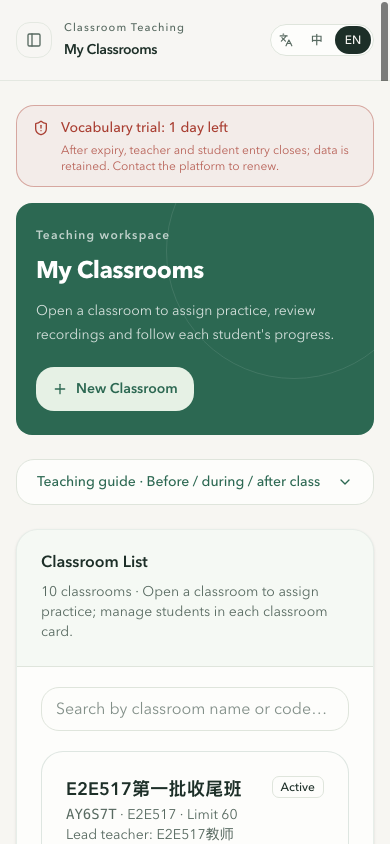 Classroom Teaching
My Classrooms
中
EN
Vocabulary trial: 1 day left
After expiry, teacher and student entry closes; data is
retained. Contact the platform to renew.
Teaching workspace
My Classrooms
Open a classroom to assign practice, review
recordings and follow each student's progress.
+ New Classroom
Teaching guide · Before / during / after class
Classroom List
10 classrooms · Open a classroom to assign
practice; manage students in each classroom
card.
Search by classroom name or code...
E2E517第一批收尾班
Active
AY6S7T · E2E517 · Limit 60
Lead teacher: E2E517教师